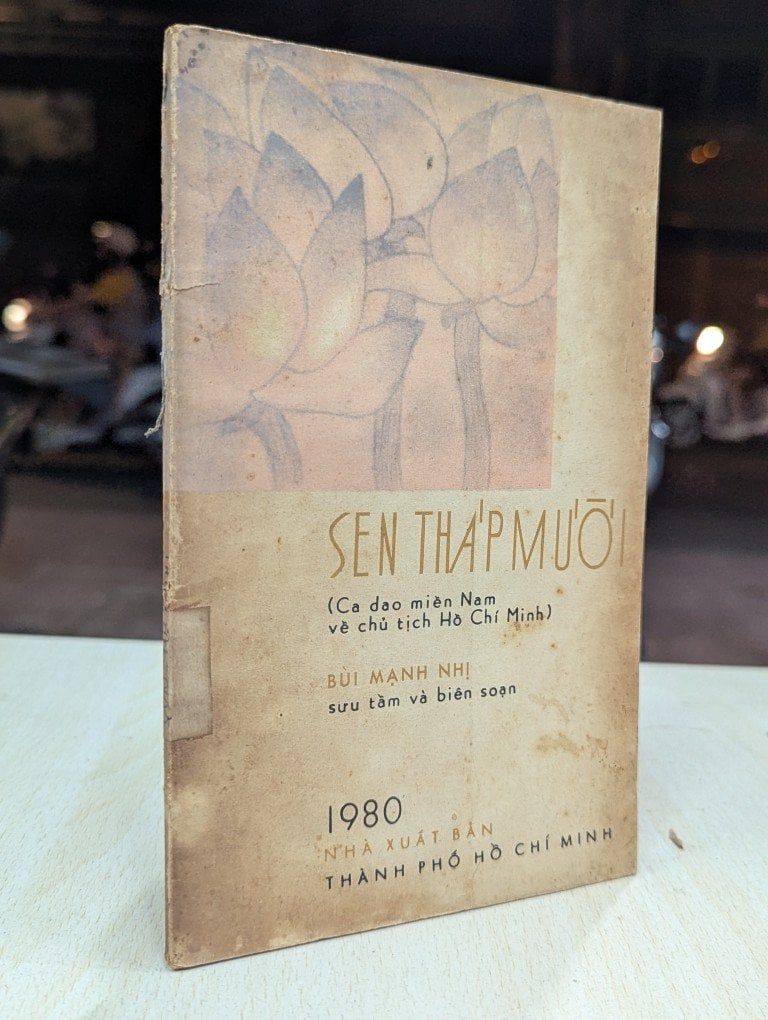 SEN THÁP MƯỜI
(Ca dao miền Nam
về chủ tịch Hồ Chí Minh)
BÙI MẠNH NHỊ
sưu tầm và biên soạn
1980
NHÀ XUẤT BẢN
THÀNH PHỐ HỒ CHÍ MINH